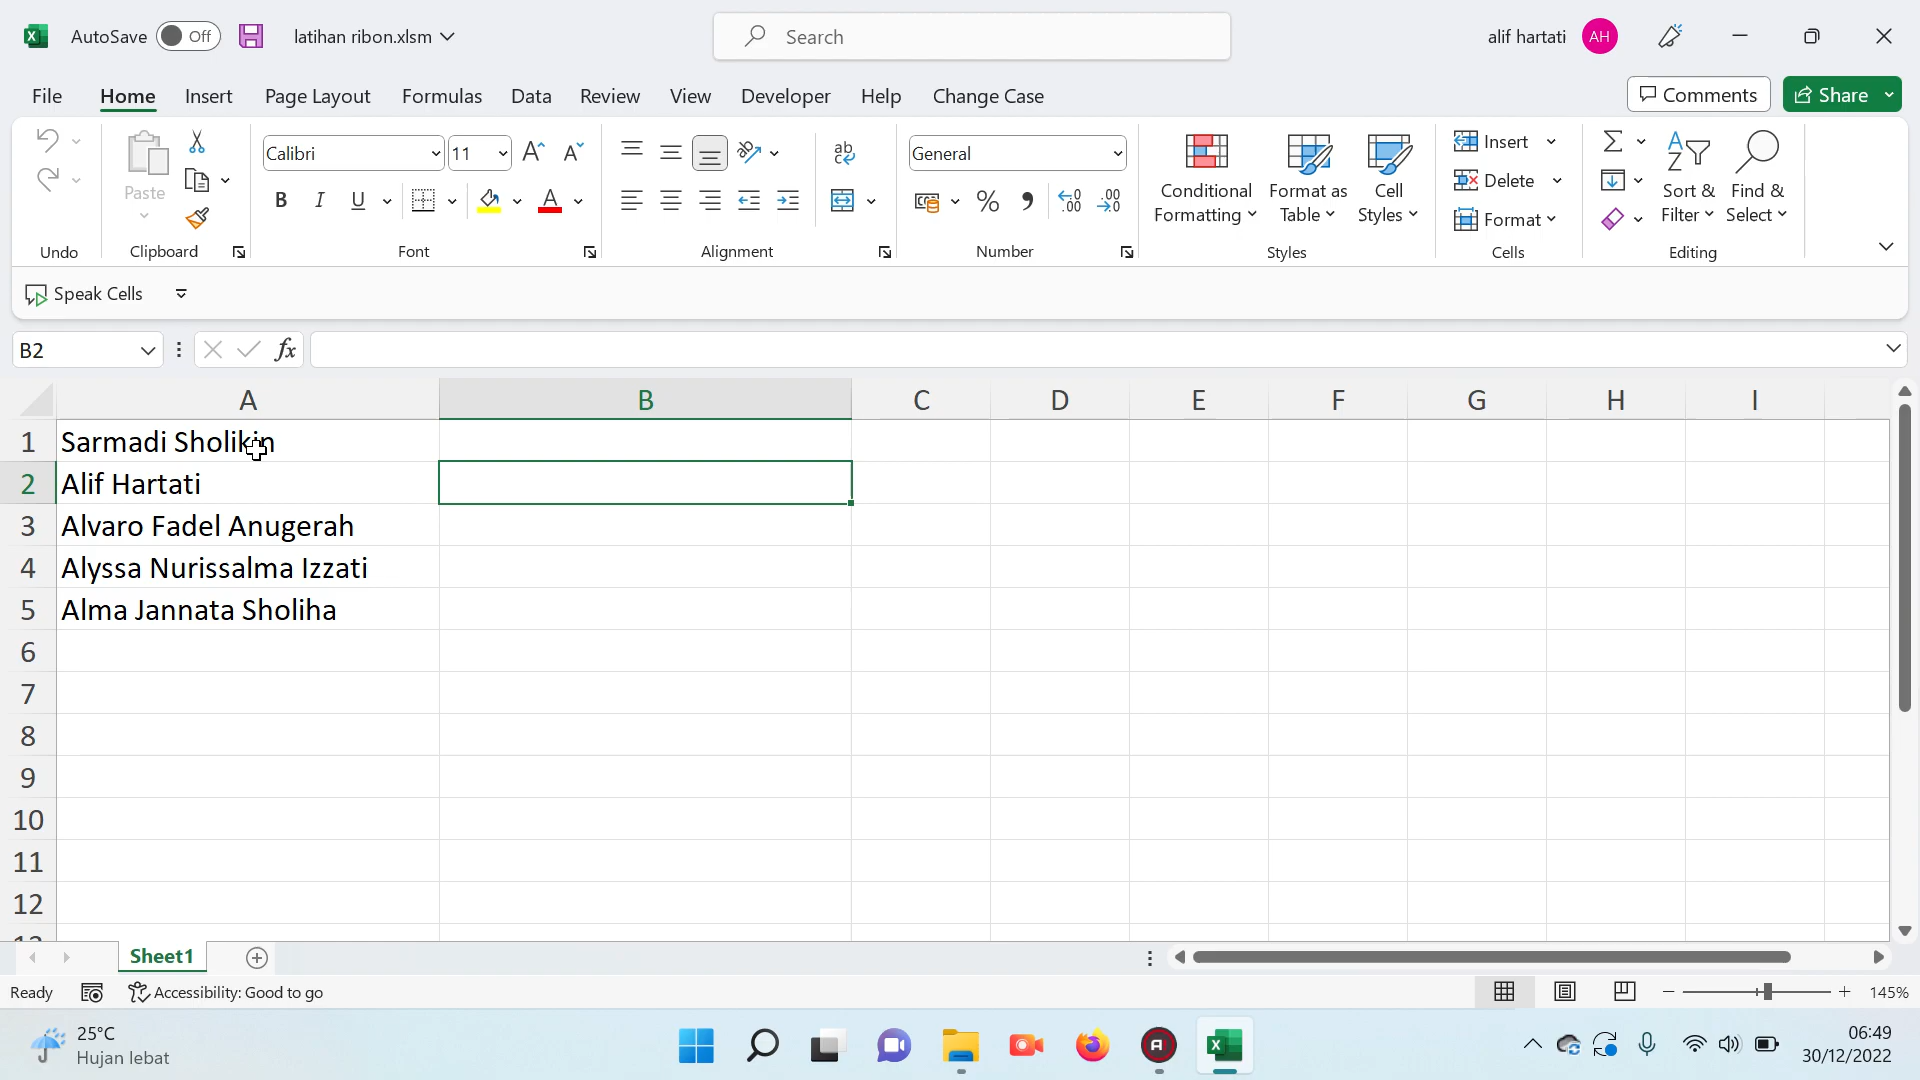 AutoSave Off latihan ribon.xlsm Search alif hartati AH
File Home Insert Page Layout Formulas Data Review View Developer Help Change Case Comments Share
Paste Calibri 11 A A ab General Insert
B I U A % .00 .00 Conditional Formatting Format as Table Cell Styles Delete Sort & Filter Find & Select
Format
Undo Clipboard Font Alignment Number Styles Cells Editing
Speak Cells
B2 fx
A B C D E F G H I
1 Sarmadi Sholikin
2 Alif Hartati
3 Alvaro Fadel Anugerah
4 Alyssa Nurissalma Izzati
5 Alma Jannata Sholiha
6
7
8
9
10
11
12
Sheet1
Ready Accessibility: Good to go 145%
25°C 06:49
Hujan lebat 30/12/2022